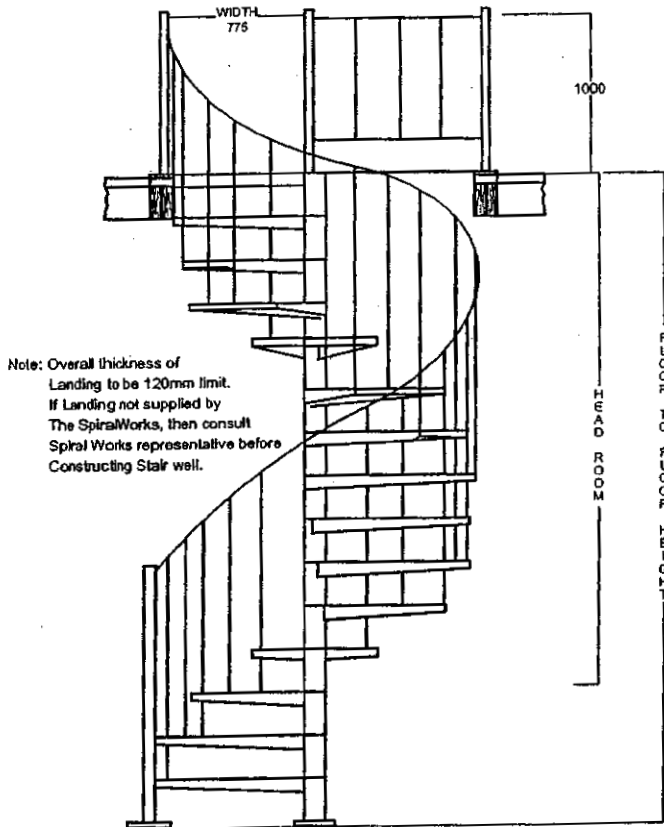 WIDTH
775
1000
Note: Overall thickness of
Landing to be 120mm limit.
If Landing not supplied by
The SpiralWorks, then consult
Spiral Works representative before
Constructing Stair well.
HEAD ROOM
FLOOR TO FLOOR HEIGHT